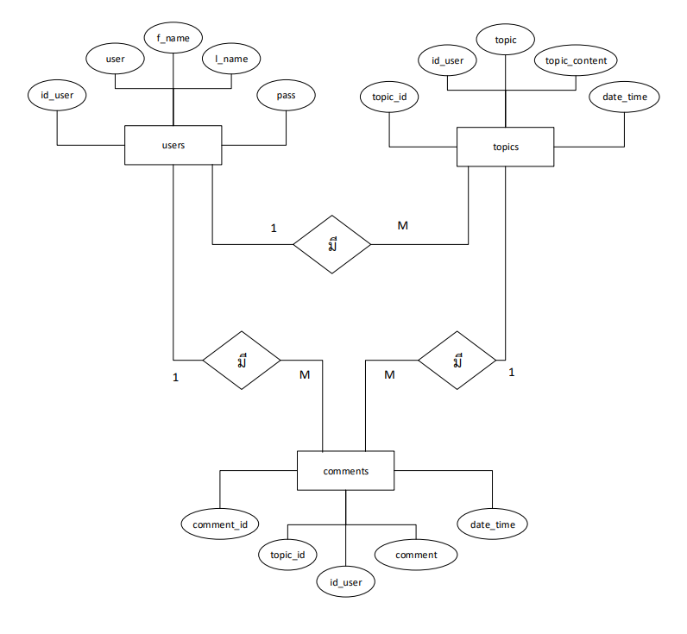 f_name
user
l_name
id_user
pass
users
topic
id_user
topic_content
topic_id
date_time
topics
1
มี
M
มี
1
M
มี
M
1
comments
comment_id
date_time
topic_id
comment
id_user